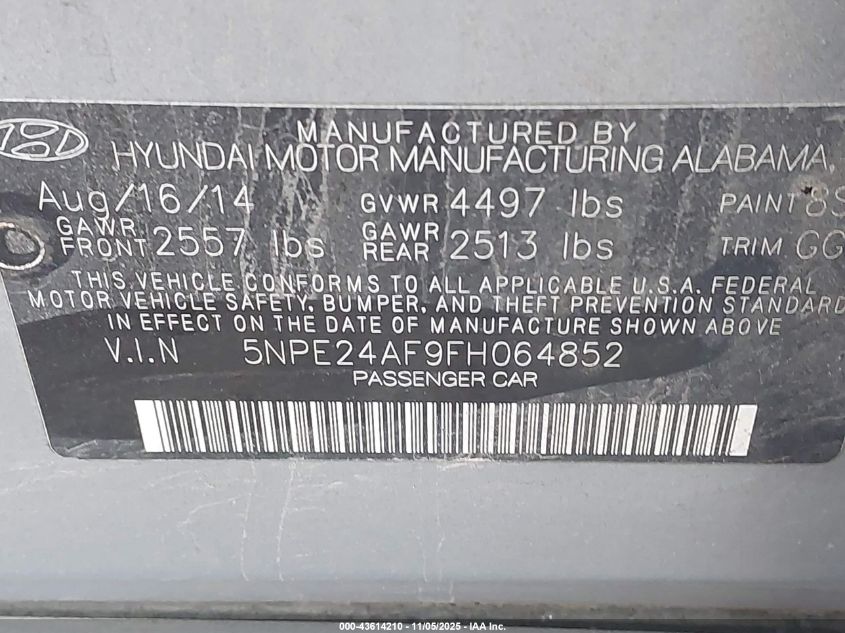 MANUFACTURED BY
HYUNDAI MOTOR MANUFACTURING ALABAMA,
Aug/16/14 GVWR 4497 lbs PAINT 8S
GAWR FRONT 2557 lbs GAWR REAR 2513 lbs TRIM GG
THIS VEHICLE CONFORMS TO ALL APPLICABLE U.S.A. FEDERAL
MOTOR VEHICLE SAFETY, BUMPER, AND THEFT PREVENTION STANDARD
IN EFFECT ON THE DATE OF MANUFACTURE SHOWN ABOVE
V.I.N 5NPE24AF9FH064852
PASSENGER CAR
000-43614210 - 11/05/2025 - IAA Inc.